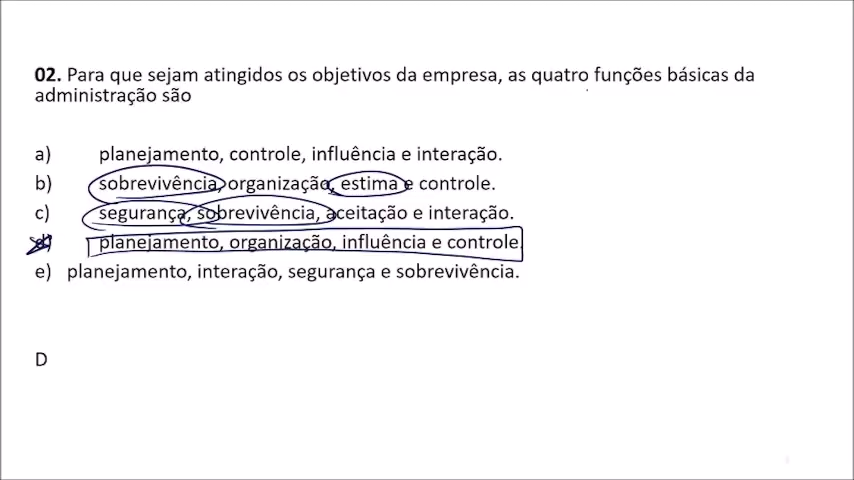 02. Para que sejam atingidos os objetivos da empresa, as quatro funções básicas da
administração são
a) planejamento, controle, influência e interação.
b) sobrevivência, organização, estima e controle.
c) segurança, sobrevivência, aceitação e interação.
d) planejamento, organização, influência e controle.
e) planejamento, interação, segurança e sobrevivência.
D